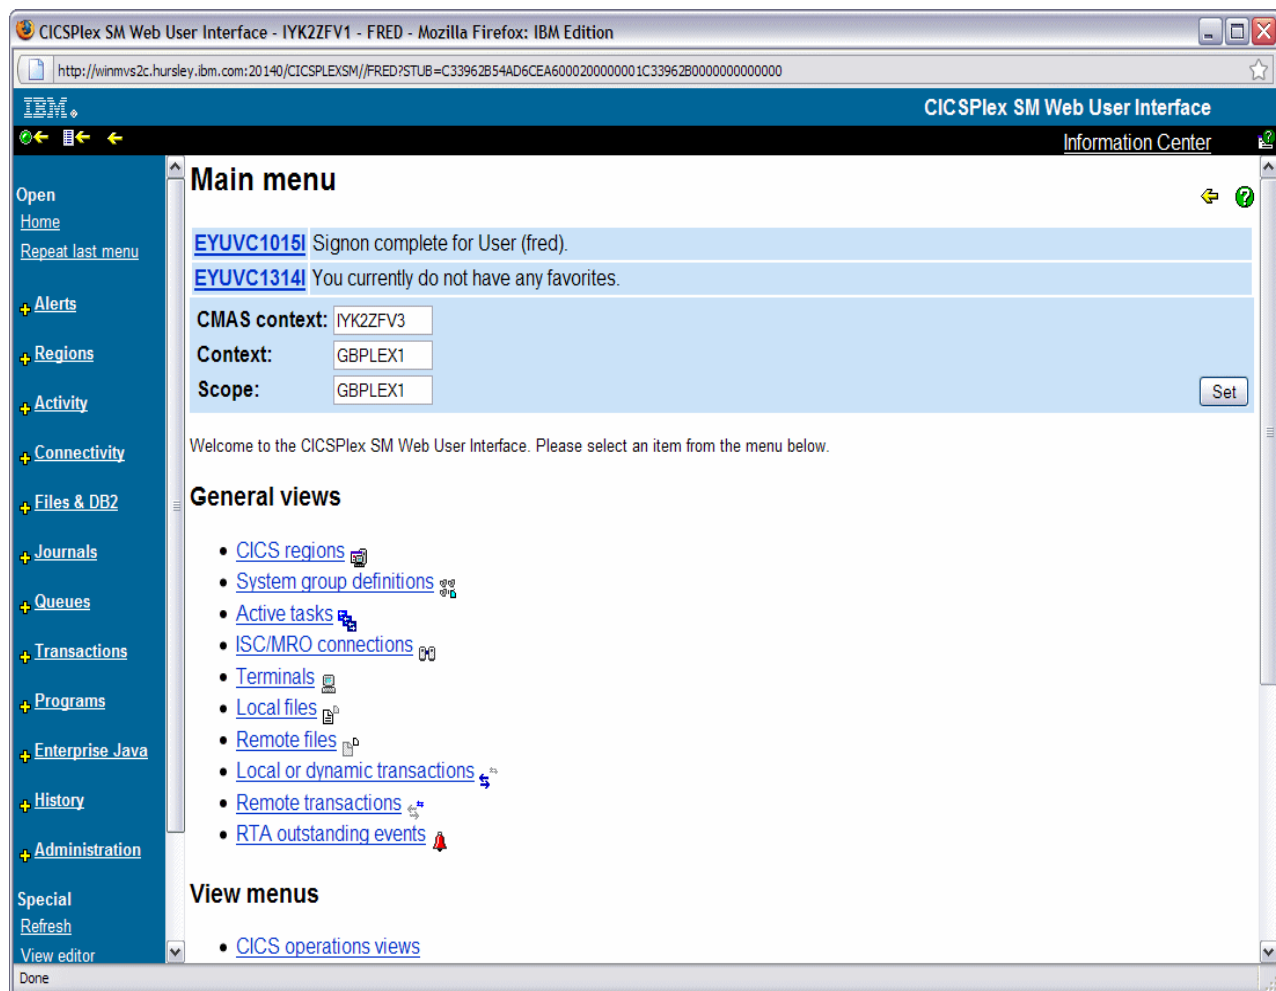 CICSPlex SM Web User Interface - IYK2ZFV1 - FRED - Mozilla Firefox: IBM Edition
http://winmvs2c.hursley.ibm.com:20140/CICSPLEXSM//FRED?STUB=C33962B54AD6CEA6000200000001C33962B0000000000000
IBM
CICSPlex SM Web User Interface
Information Center
Open
Home
Repeat last menu
Alerts
Regions
Activity
Connectivity
Files & DB2
Journals
Queues
Transactions
Programs
Enterprise Java
History
Administration
Special
Refresh
View editor
Main menu
EYUVC1015I Signon complete for User (fred).
EYUVC1314I You currently do not have any favorites.
CMAS context: IYK2ZFV3
Context: GBPLEX1
Scope: GBPLEX1
Set
Welcome to the CICSPlex SM Web User Interface. Please select an item from the menu below.
General views
• CICS regions
• System group definitions
• Active tasks
• ISC/MRO connections
• Terminals
• Local files
• Remote files
• Local or dynamic transactions
• Remote transactions
• RTA outstanding events
View menus
• CICS operations views
Done